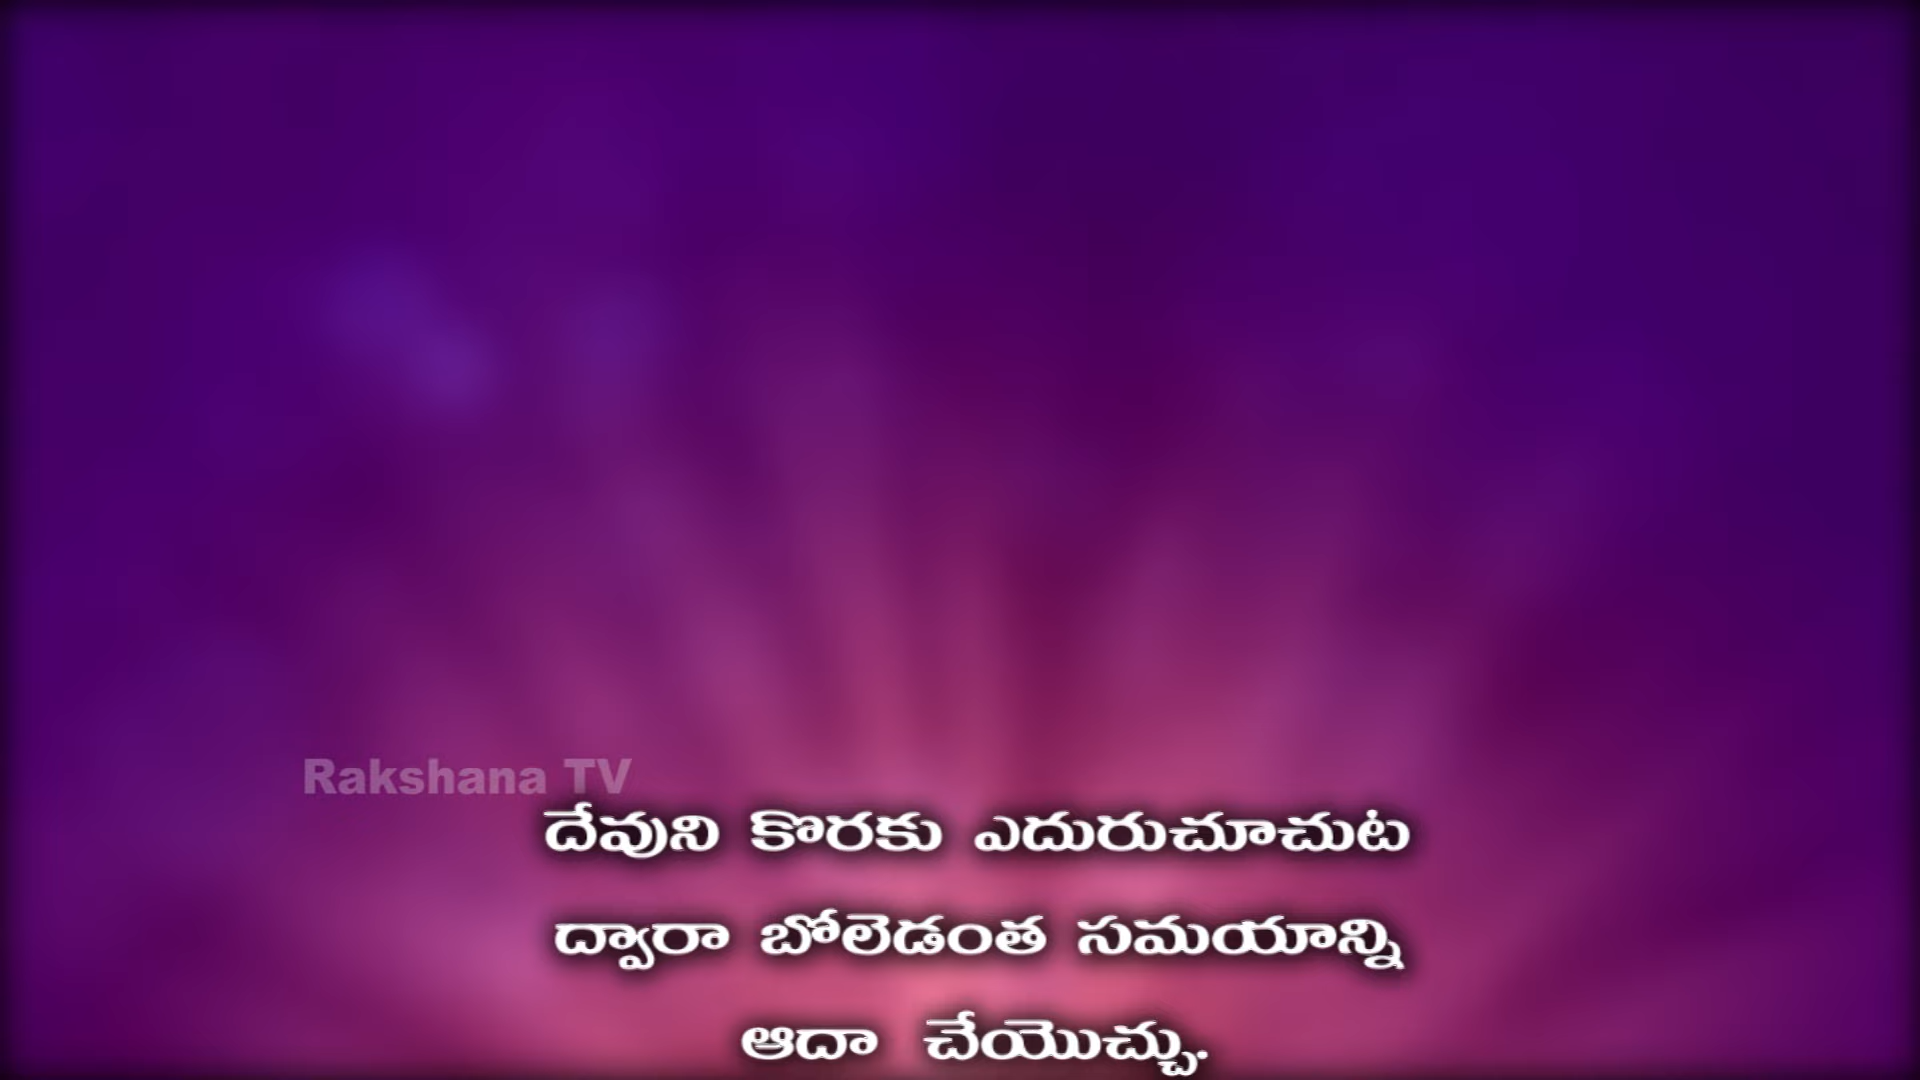 Rakshana TV
దేవుని కొరకు ఎదురుచూచుట
ద్వారా బోలెడంత సమయాన్ని
ఆదా చేయొచ్చు.